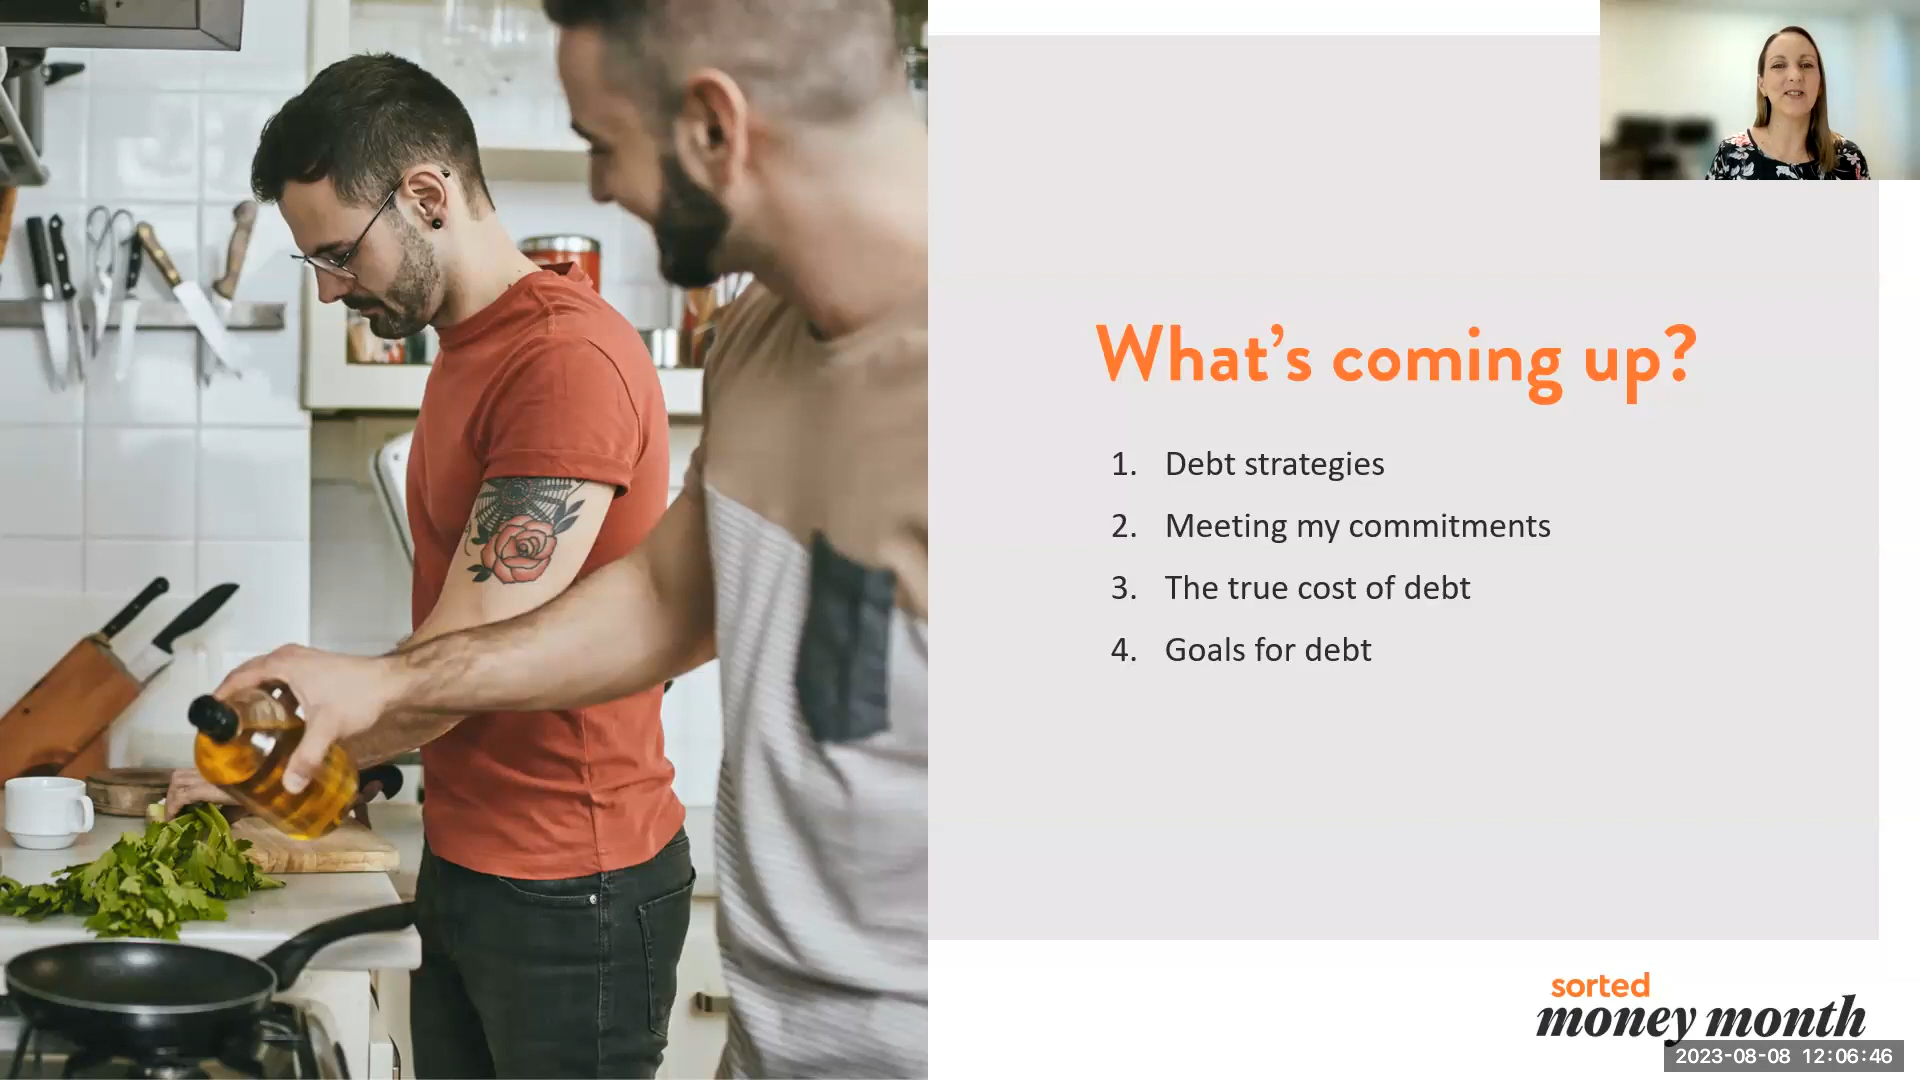 What's coming up?
1. Debt strategies
2. Meeting my commitments
3. The true cost of debt
4. Goals for debt
sorted
money month
2023-08-08 12:06:46